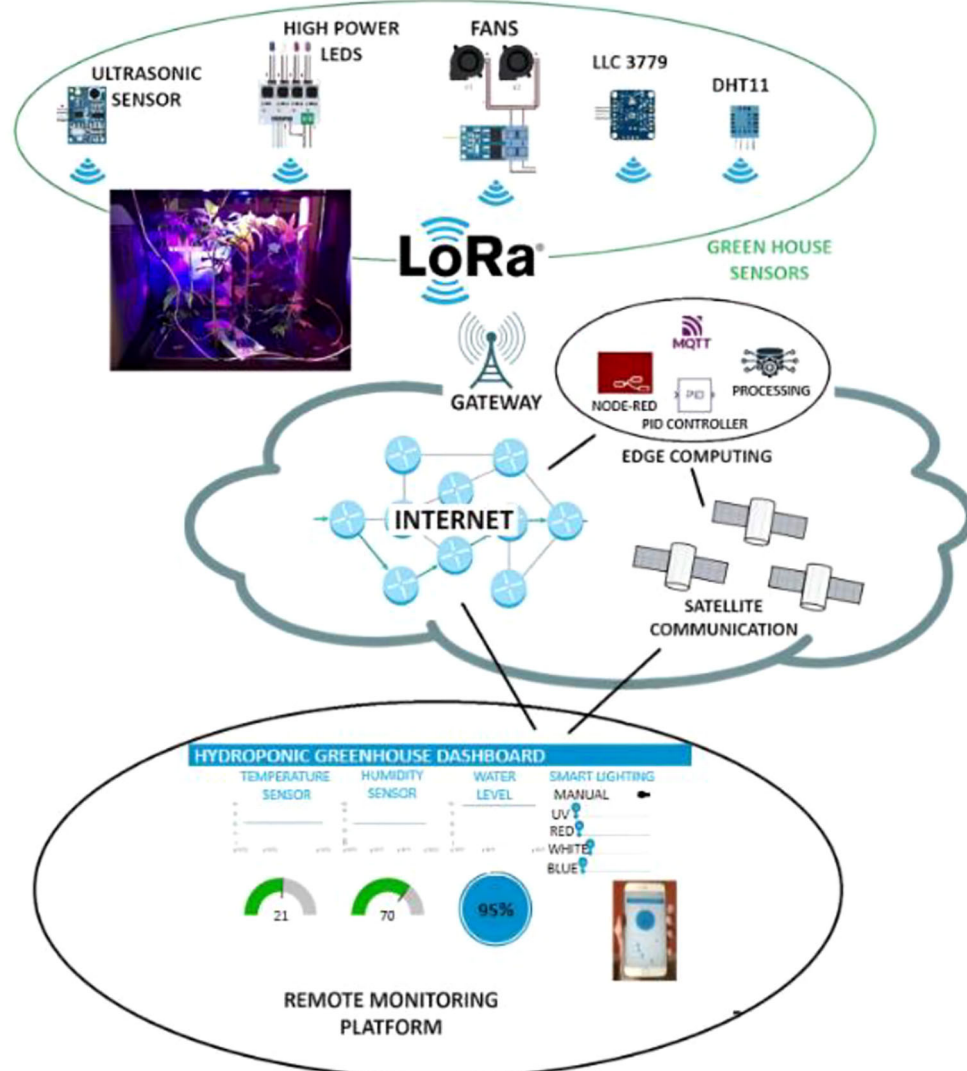 FANS
HIGH POWER
LEDS
ULTRASONIC
SENSOR
LLC 3779
DHT11
LoRa®
GREEN HOUSE
SENSORS
MQTT
NODE-RED
PID
PROCESSING
PID CONTROLLER
GATEWAY
EDGE COMPUTING
INTERNET
SATELLITE
COMMUNICATION
HYDROPONIC GREENHOUSE DASHBOARD
TEMPERATURE
SENSOR
HUMIDITY
SENSOR
WATER
LEVEL
SMART LIGHTING
MANUAL
UV
RED
WHITE
BLUE
21
70
95%
REMOTE MONITORING
PLATFORM